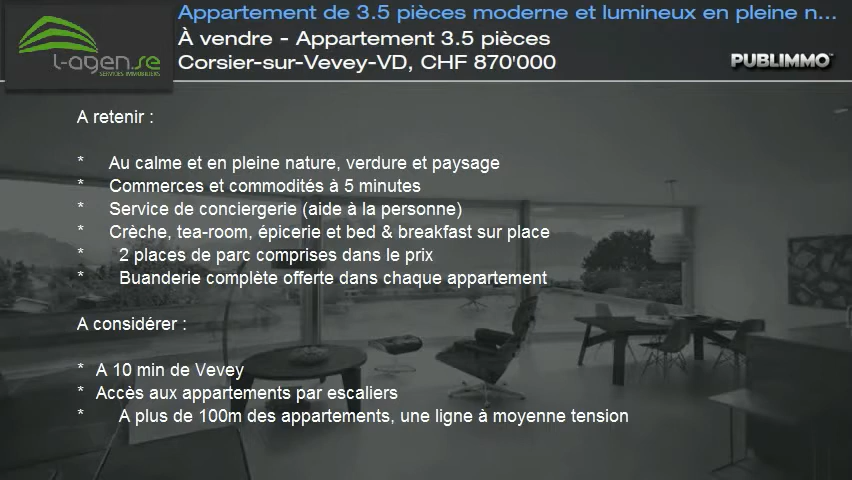 Appartement de 3.5 pièces moderne et lumineux en pleine n...
À vendre - Appartement 3.5 pièces
Corsier-sur-Vevey-VD, CHF 870'000
l-agen.se
SERVICES IMMOBILIERS
PUBLIMMO
A retenir :
* Au calme et en pleine nature, verdure et paysage
* Commerces et commodités à 5 minutes
* Service de conciergerie (aide à la personne)
* Crèche, tea-room, épicerie et bed & breakfast sur place
* 2 places de parc comprises dans le prix
* Buanderie complète offerte dans chaque appartement
A considérer :
* A 10 min de Vevey
* Accès aux appartements par escaliers
* A plus de 100m des appartements, une ligne à moyenne tension